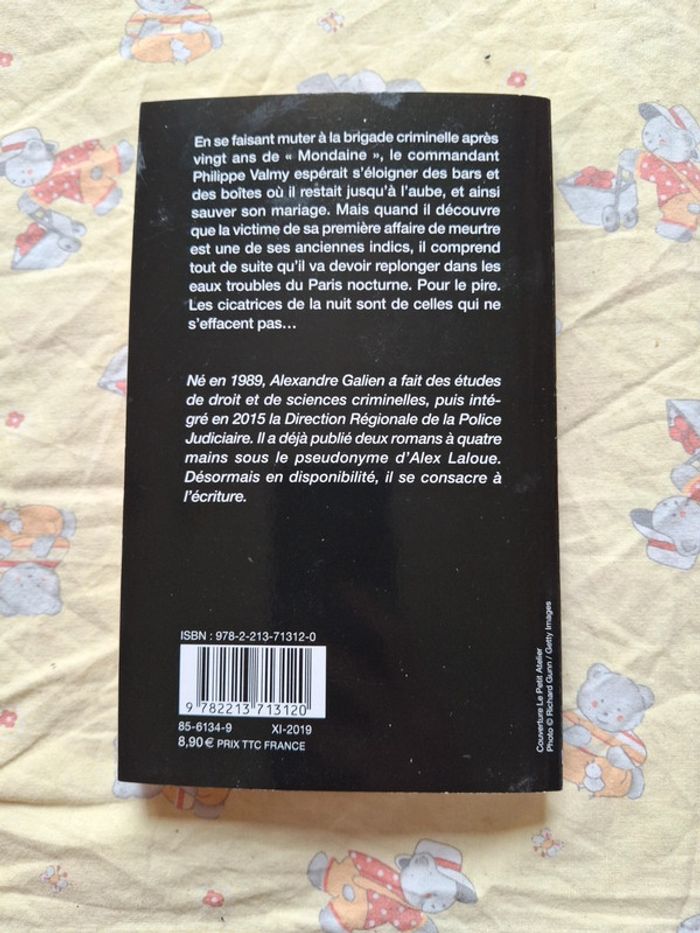 En se faisant muter à la brigade criminelle après
vingt ans de « Mondaine », le commandant
Philippe Valmy espérait s'éloigner des bars et
des boîtes où il restait jusqu'à l'aube, et ainsi
sauver son mariage. Mais quand il découvre
que la victime de sa première affaire de meurtre
est une de ses anciennes indics, il comprend
tout de suite qu'il va devoir replonger dans les
eaux troubles du Paris nocturne. Pour le pire.
Les cicatrices de la nuit sont de celles qui ne
s'effacent pas...
Né en 1989, Alexandre Galien a fait des études
de droit et de sciences criminelles, puis inté-
gré en 2015 la Direction Régionale de la Police
Judiciaire. Il a déjà publié deux romans à quatre
mains sous le pseudonyme d'Alex Laloue.
Désormais en disponibilité, il se consacre à
l'écriture.
ISBN : 978-2-213-71312-0
9 782213 713120
85-6134-9 XI-2019
8,90 € PRIX TTC FRANCE
Couverture Le Petit Atelier
Photo © Richard Gunn / Getty Images